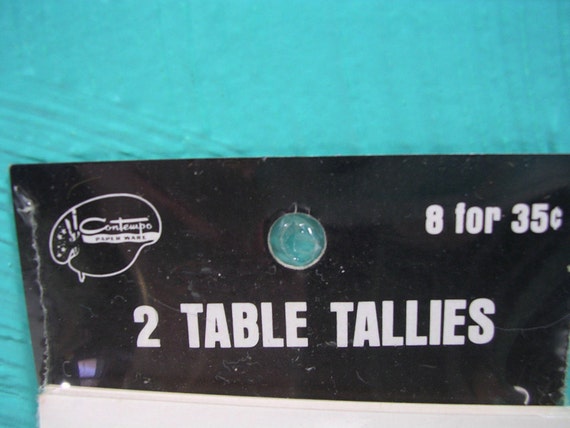 Contempo
PAPER WARE
8 for 35¢
2 TABLE TALLIES